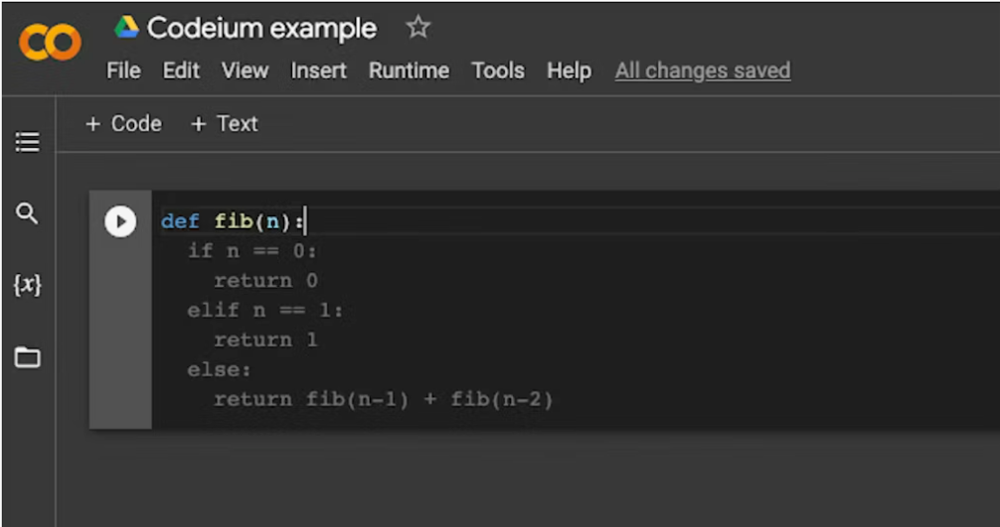 Codeium example
File Edit View Insert Runtime Tools Help All changes saved
+ Code + Text
{x}
def fib(n):
  if n == 0:
    return 0
  elif n == 1:
    return 1
  else:
    return fib(n-1) + fib(n-2)